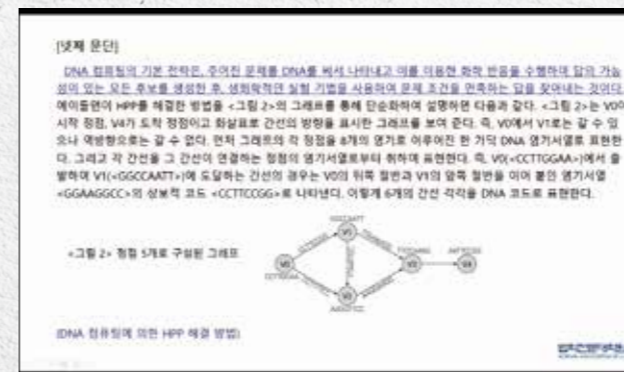 [넷째 문단]
DNA 컴퓨팅의 기본 전략은, 주어진 문제를 DNA를 써서 나타내고 이를 이용한 화학 반응을 수행하여 답의 가능
성이 있는 모든 후보를 생성한 후, 생화학적인 실험 기법을 사용하여 문제 조건을 만족하는 답을 찾아내는 것이다.
에이들먼이 HPP를 해결한 방법을 <그림 2>의 그래프를 통해 단순화하여 설명하면 다음과 같다. <그림 2>는 V0이
시작 정점, V4가 도착 정점이고 화살표로 간선의 방향을 표시한 그래프를 보여 준다. 즉, V0에서 V1로는 갈 수 있
으나 역방향으로는 갈 수 없다. 먼저 그래프의 각 정점을 8개의 염기로 이루어진 한 가닥 DNA 염기서열로 표현한
다. 그리고 각 간선을 그 간선이 연결하는 정점의 염기서열로부터 취하여 표현한다. 즉, V0(<CCTTGGAA>)에서 출
발하여 V1(<GGCCAATT>)에 도달하는 간선의 경우는 V0의 뒤쪽 절반과 V1의 앞쪽 절반을 이어 붙인 염기서열
<GGAAGGCC>의 상보적 코드 <CCTTCCGG>로 나타낸다. 이렇게 6개의 간선 각각을 DNA 코드로 표현한다.
GGCCAATT
V1
<그림 2> 정점 5개로 구성된 그래프
V0
V4
CCTTGGAA
(DNA 컴퓨팅에 의한 HPP 해결 방법)